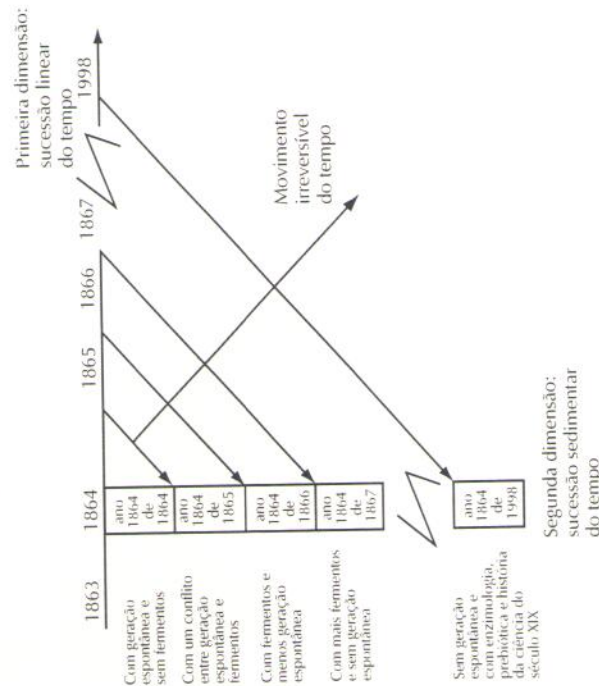 Primeira dimensão:
sucessão linear
do tempo
1863
1864
1865
1866
1867
1998
ano
1864
de
1864
ano
1864
de
1865
ano
1864
de
1866
ano
1864
de
1867
ano
1864
de
1998
Com geração
espontânea e
sem fermentos
Com um conflito
entre geração
espontânea e
fermentos
Com fermentos e
menos geração
espontânea
Com mais fermentos
e sem geração
espontânea
Sem geração
espontânea e
com enzimologia,
prebiótica e história
da ciência do
século XIX
Movimento
irreversível
do tempo
Segunda dimensão:
sucessão sedimentar
do tempo